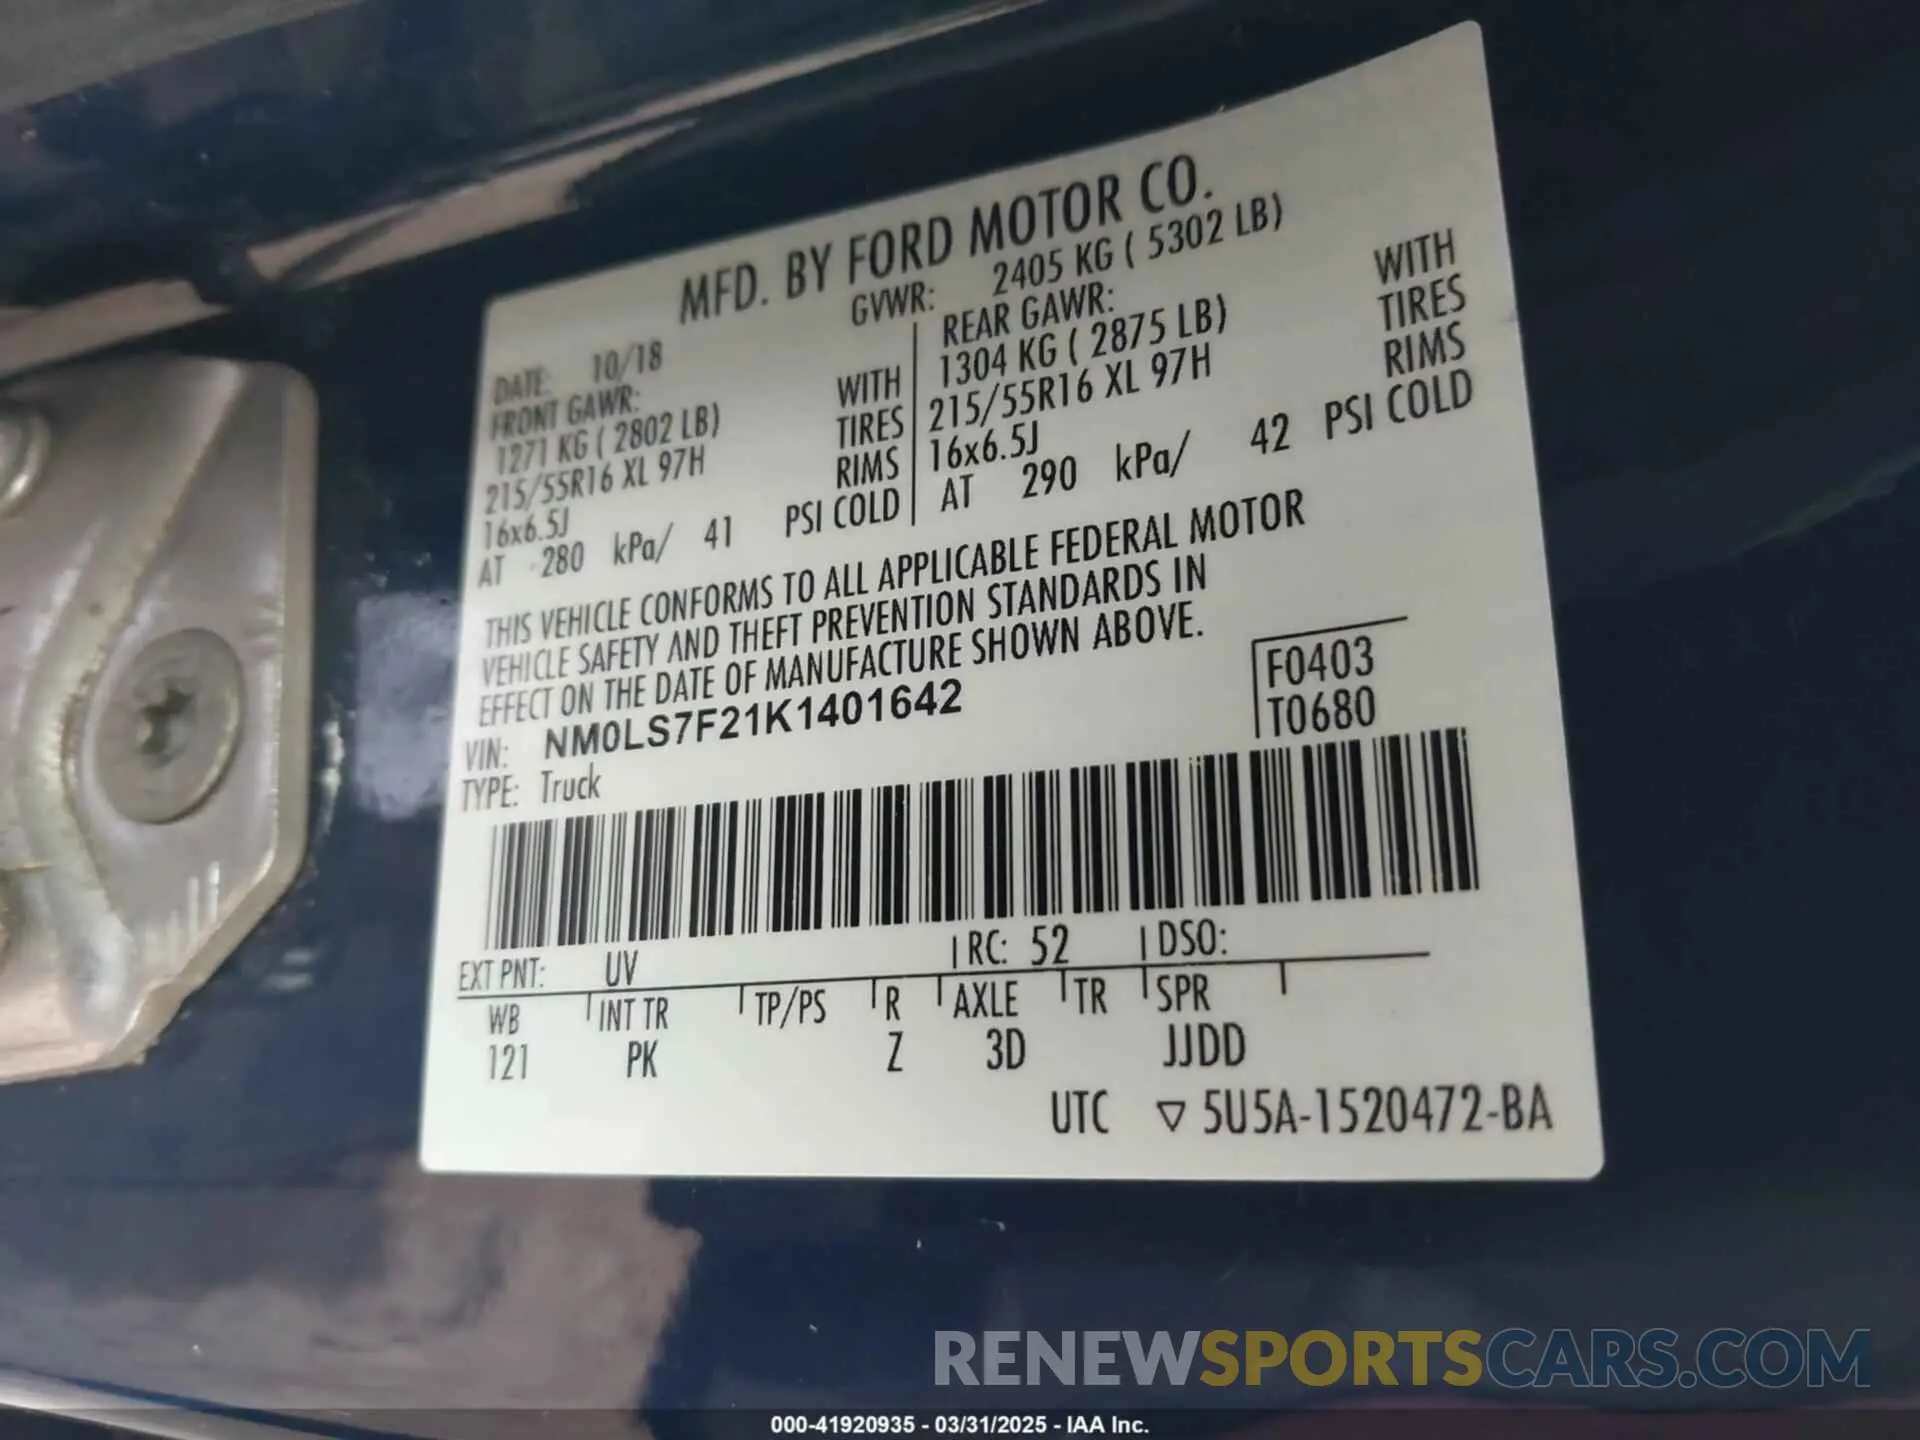 MFD. BY FORD MOTOR CO.
DATE: 10/18 GVWR: 2405 KG ( 5302 LB)
FRONT GAWR:
1271 KG ( 2802 LB) WITH
215/55R16 XL 97H TIRES
16x6.5J RIMS
AT 280 kPa/ 41 PSI COLD
REAR GAWR:
1304 KG ( 2875 LB) WITH
215/55R16 XL 97H TIRES
16x6.5J RIMS
AT 290 kPa/ 42 PSI COLD
THIS VEHICLE CONFORMS TO ALL APPLICABLE FEDERAL MOTOR
VEHICLE SAFETY AND THEFT PREVENTION STANDARDS IN
EFFECT ON THE DATE OF MANUFACTURE SHOWN ABOVE.
VIN: NM0LS7F21K1401642
TYPE: Truck
F0403
T0680
EXT PNT: UV RC: 52 DSO:
WB INT TR TP/PS R AXLE TR SPR
121 PK Z 3D JJDD
UTC ▽ 5U5A-1520472-BA
RENEWSPORTSCARS.COM
000-41920935 - 03/31/2025 - IAA Inc.